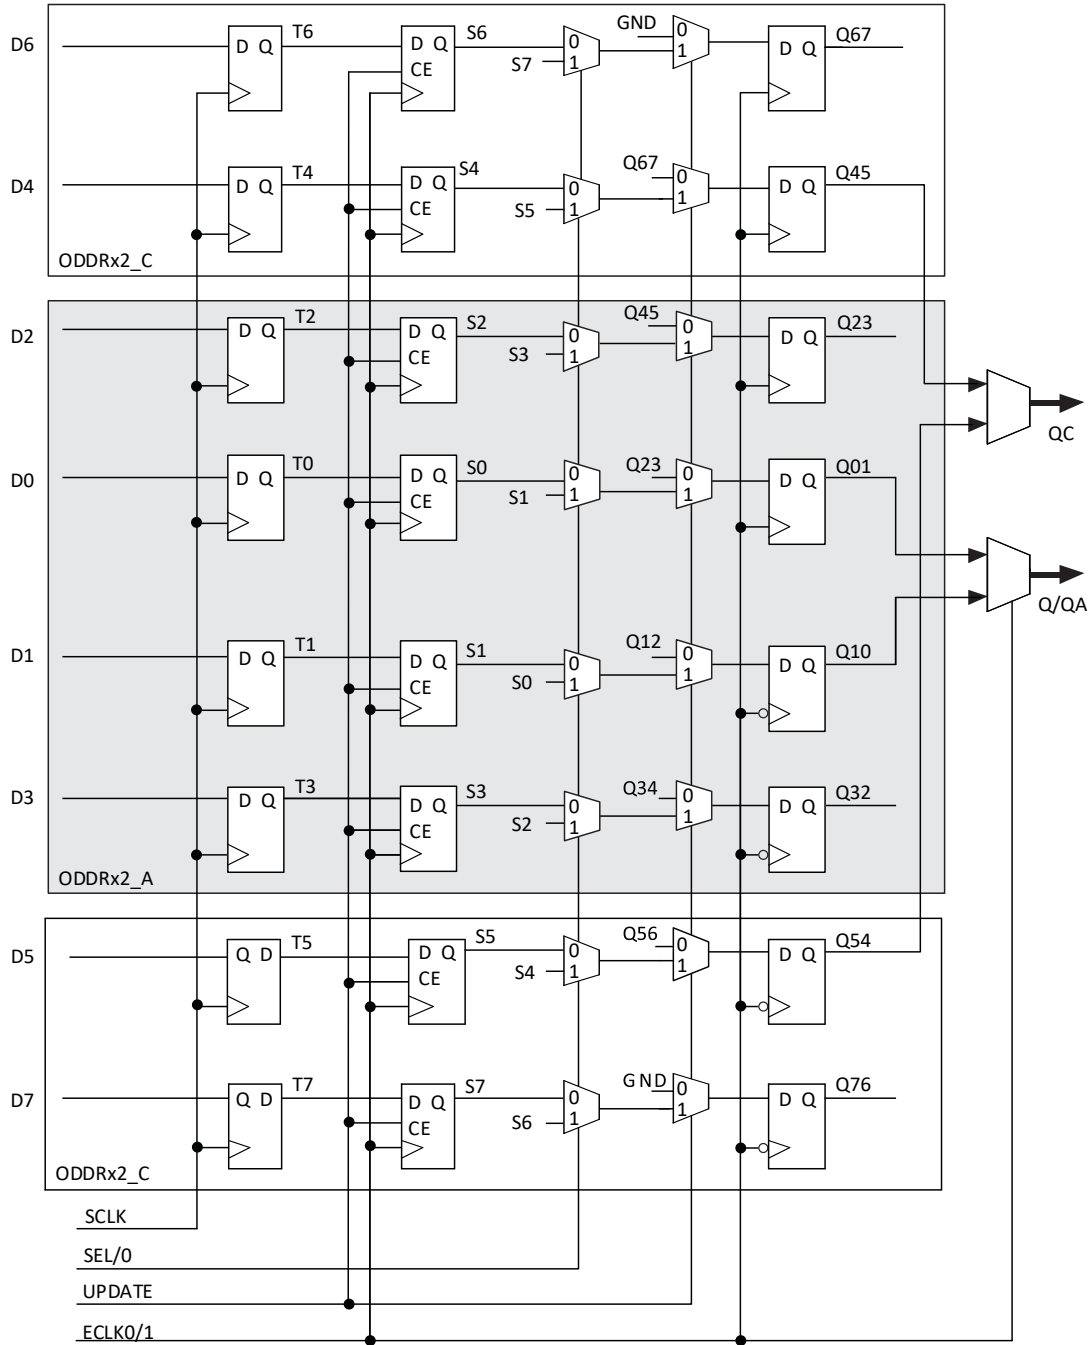 D6 D Q T6 D Q CE S6 0 1 S7 GND 0 1 D Q Q67
D4 D Q T4 D Q CE S4 0 1 S5 Q67 0 1 D Q Q45
ODDRx2_C
D2 D Q T2 D Q CE S2 0 1 S3 Q45 0 1 D Q Q23
QC
D0 D Q T0 D Q CE S0 0 1 S1 Q23 0 1 D Q Q01
Q/QA
D1 D Q T1 D Q CE S1 0 1 S0 Q12 0 1 D Q Q10
D3 D Q T3 D Q CE S3 0 1 S2 Q34 0 1 D Q Q32
ODDRx2_A
D5 Q D T5 D Q CE S5 0 1 S4 Q56 0 1 D Q Q54
D7 Q D T7 D Q CE S7 0 1 S6 GND 0 1 D Q Q76
ODDRx2_C
SCLK
SEL/0
UPDATE
ECLK0/1